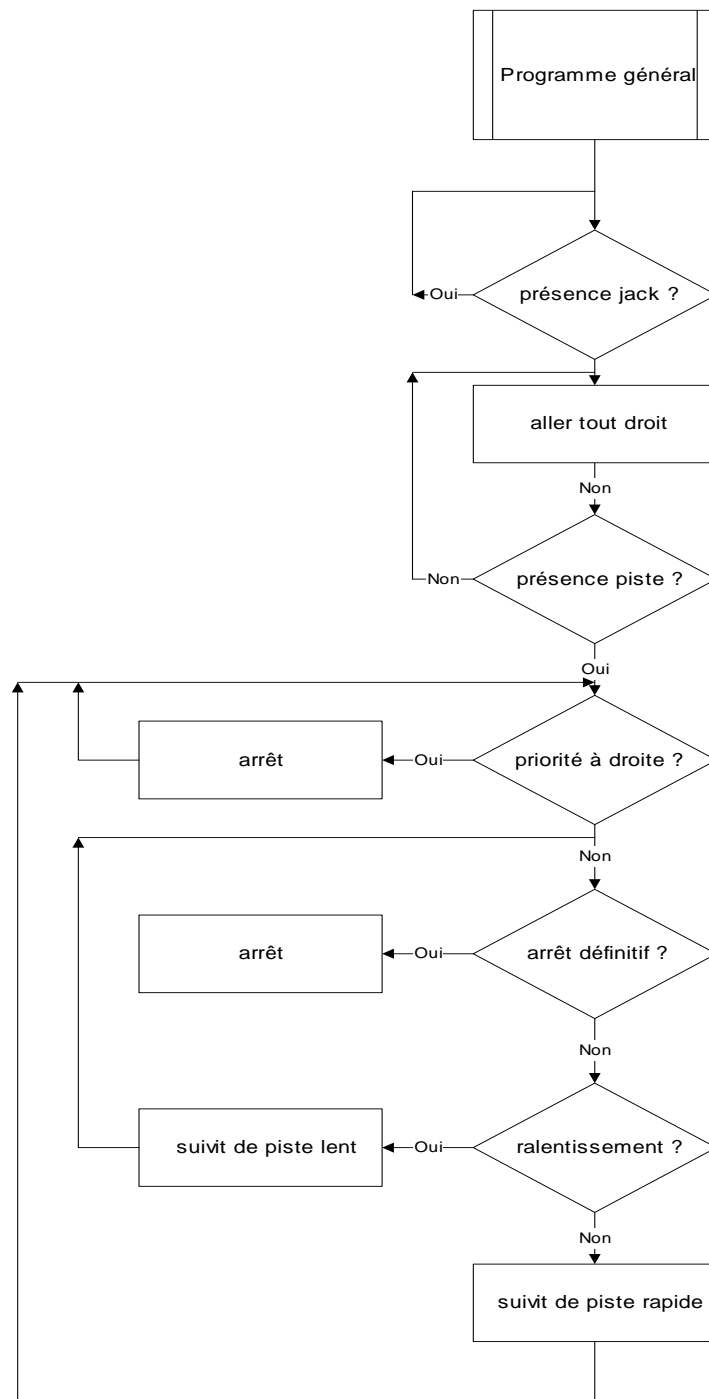 Programme général
Oui
présence jack ?
aller tout droit
Non
Non
présence piste ?
Oui
arrêt
Oui
priorité à droite ?
Non
arrêt
Oui
arrêt définitif ?
Non
suivit de piste lent
Oui
ralentissement ?
Non
suivit de piste rapide